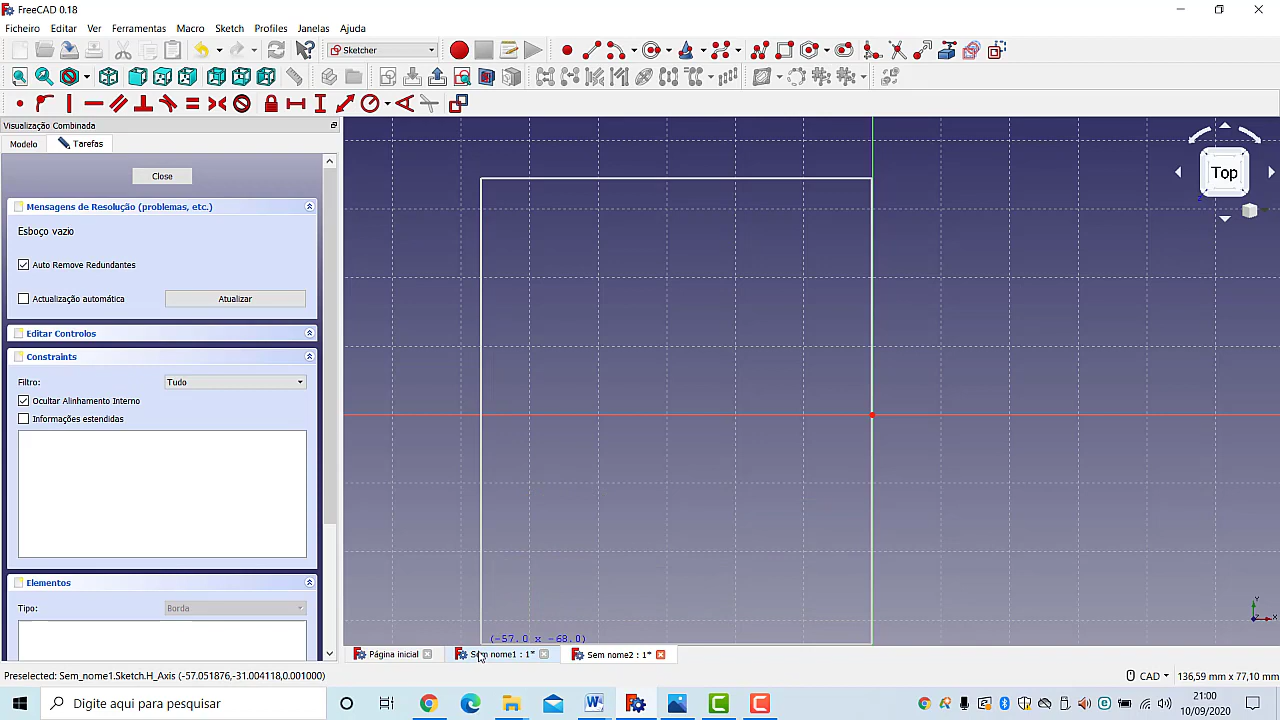 FreeCAD 0.18
Ficheiro Editar Ver Ferramentas Macro Sketch Profiles Janelas Ajuda
Sketcher
Visualização Combinada
Modelo Tarefas
Close
Mensagens de Resolução (problemas, etc.)
Esboço vazio
Auto Remove Redundantes
Actualização automática Atualizar
Editar Controlos
Constraints
Filtro: Tudo
Ocultar Alinhamento Interno
Informações estendidas
Elementos
Tipo: Borda
Top
Z
Y
X
(-57.0 x -68.0)
Página inicial Sem nome1 : 1* Sem nome2 : 1*
Preselected: Sem_nome1.Sketch.H_Axis (-57.051876,-31.004118,0.001000) CAD 136,59 mm x 77,10 mm
Digite aqui para pesquisar
21:00
10/09/2020